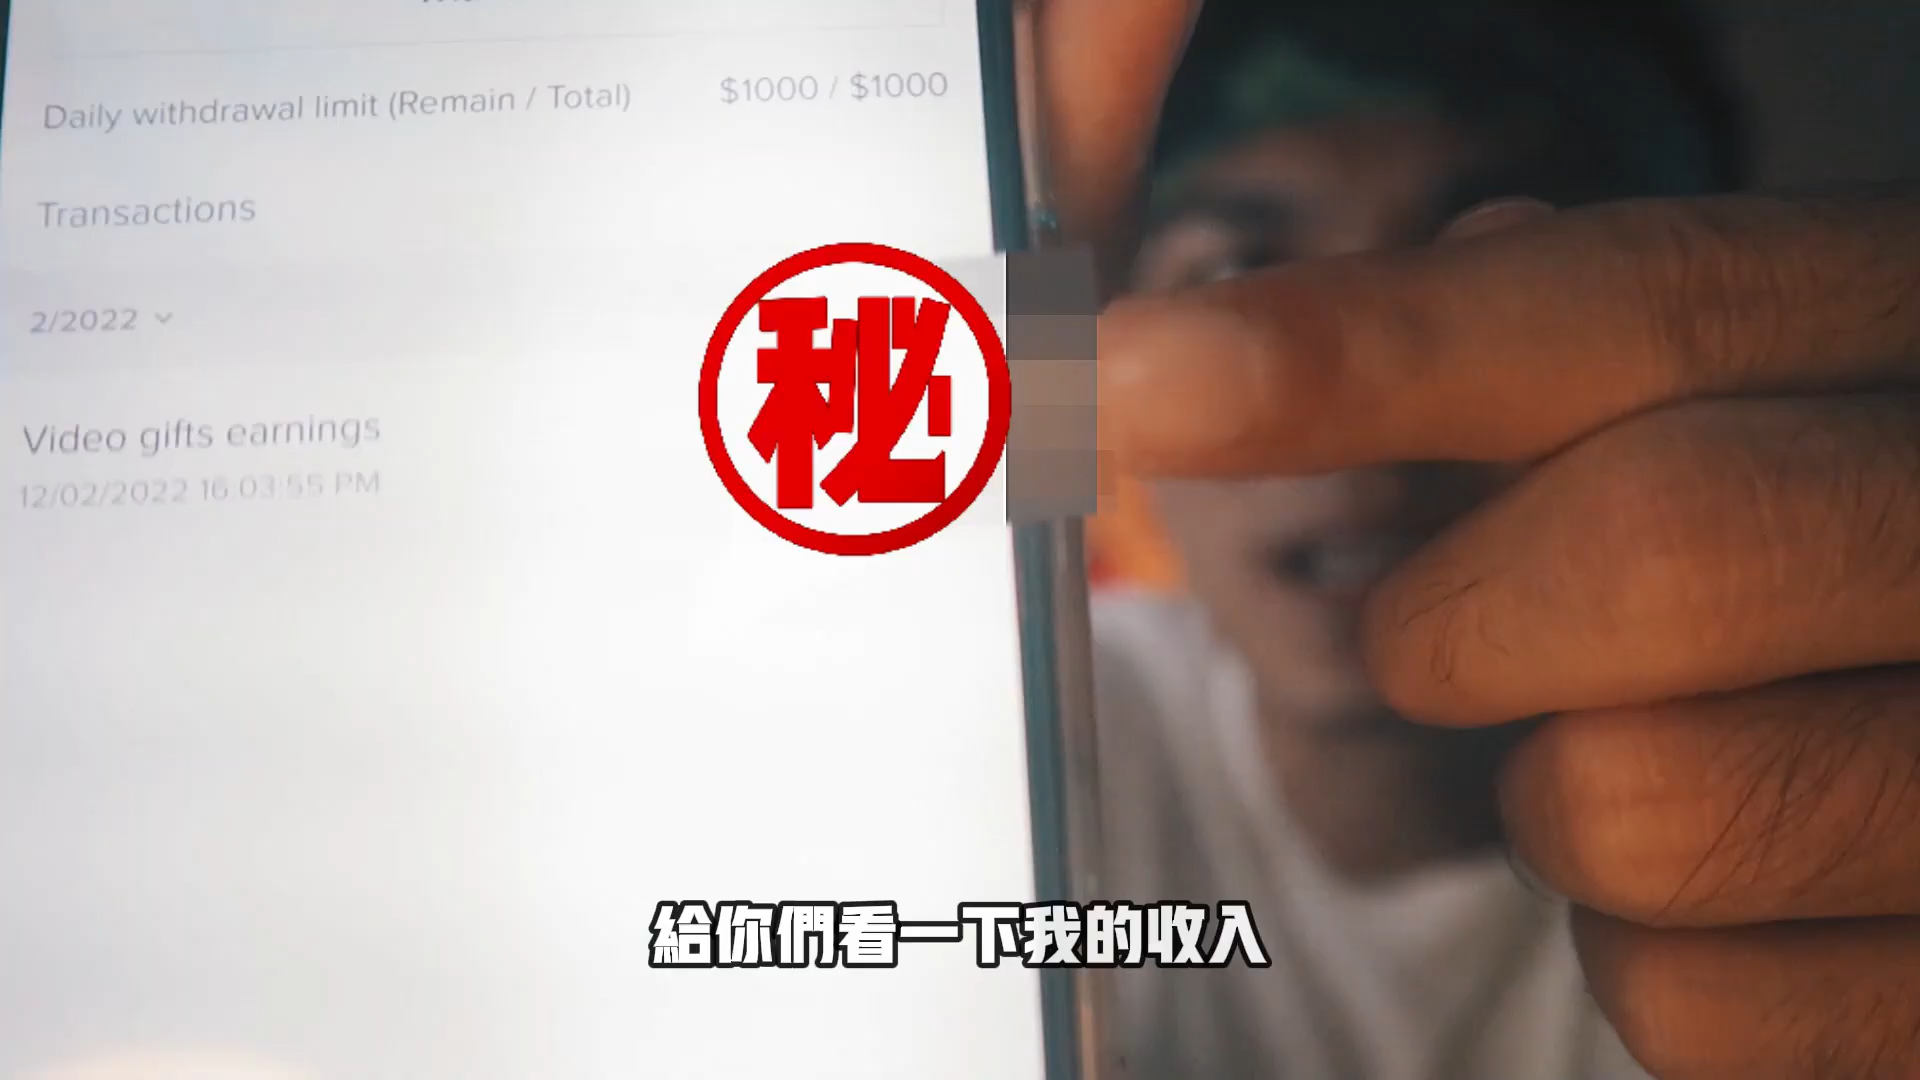 Daily withdrawal limit (Remain / Total) $1000 / $1000
Transactions
2/2022
秘
Video gifts earnings
12/02/2022 16:03:55 PM
給你們看一下我的收入